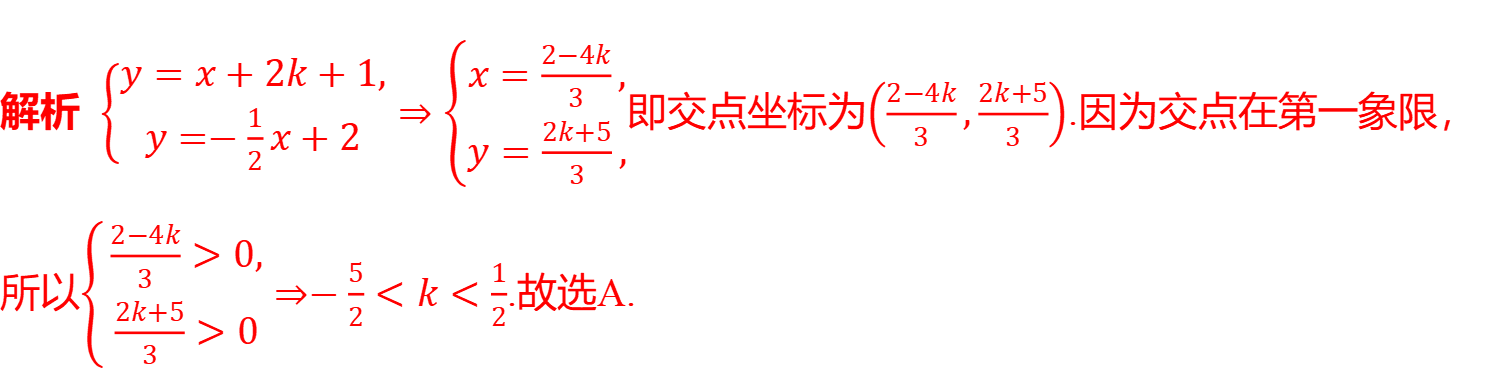 解析 {y = x + 2k + 1, y = − 1/2 x + 2 ⇒ {x = (2−4k)/3, y = (2k+5)/3, 即交点坐标为((2−4k)/3, (2k+5)/3).因为交点在第一象限,
所以{(2−4k)/3 > 0, (2k+5)/3 > 0 ⇒ − 5/2 < k < 1/2.故选A.